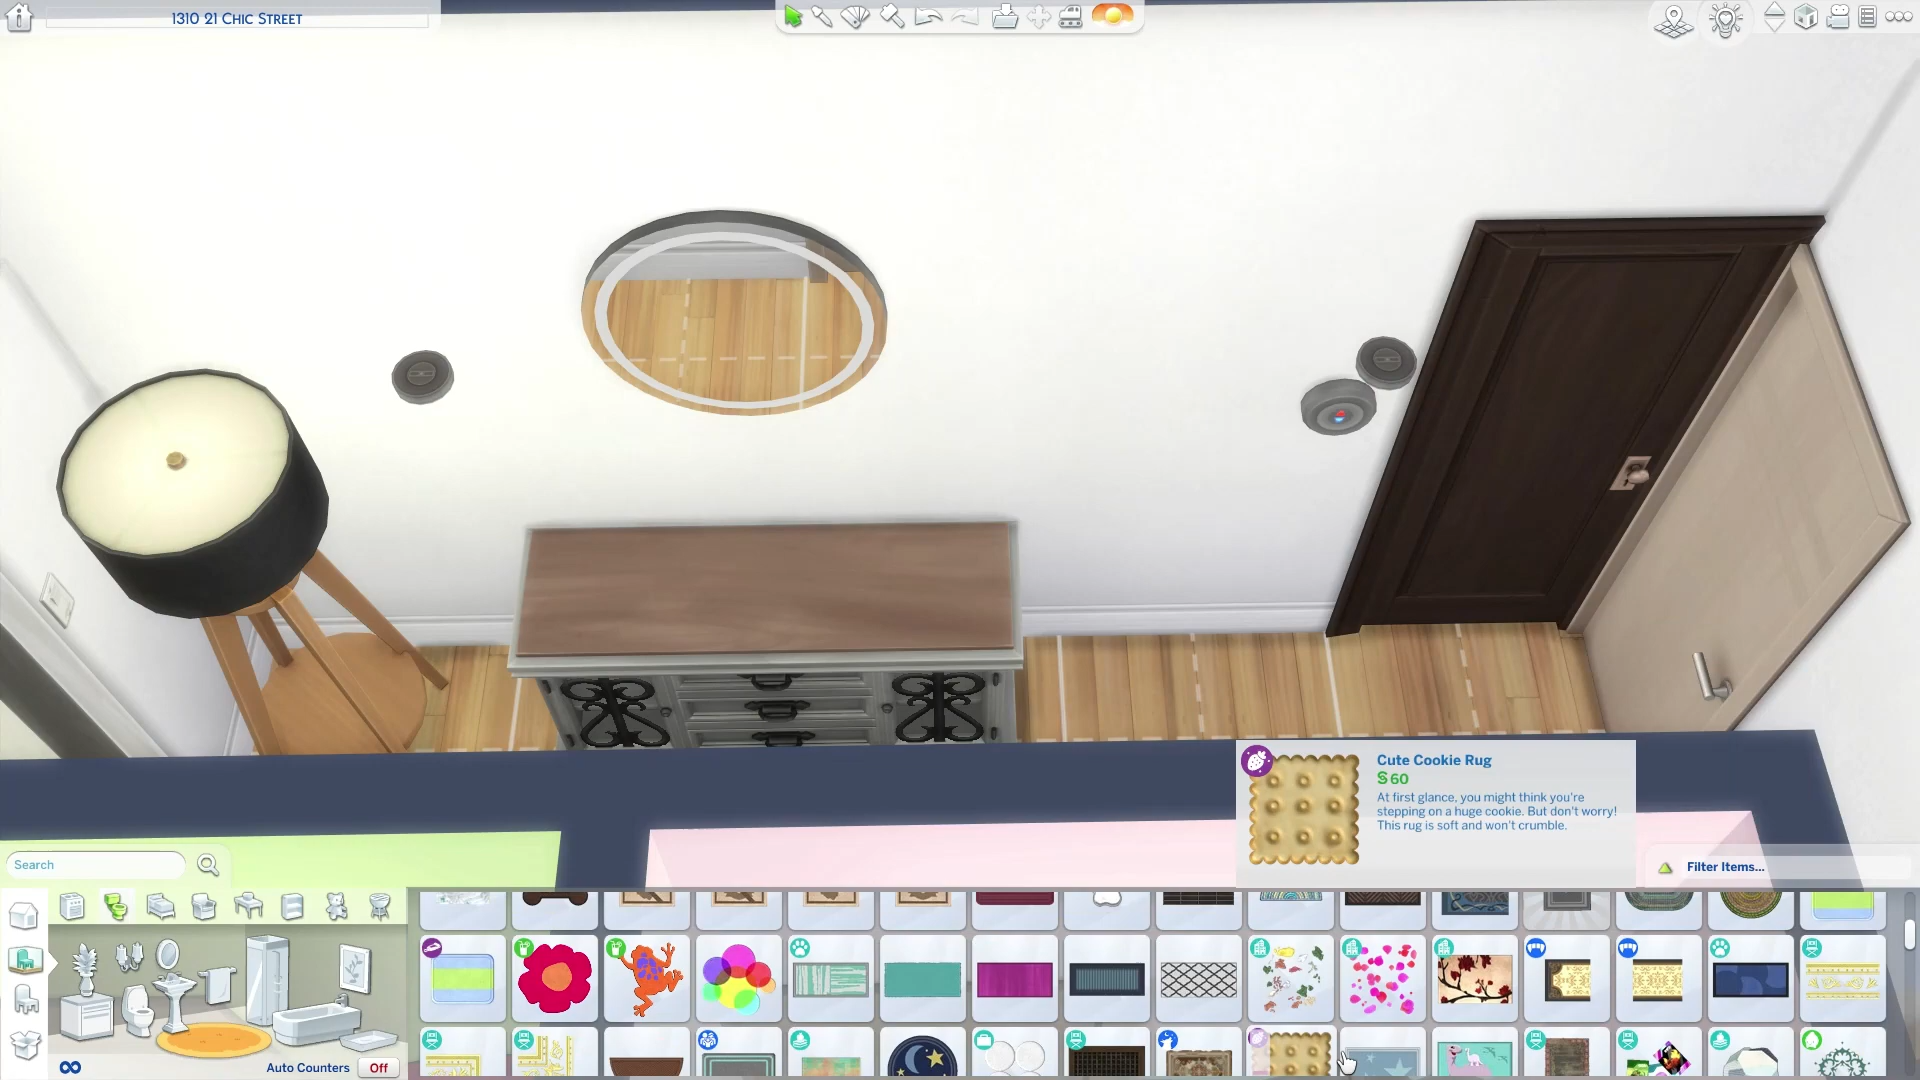 1310 21 CHIC STREET
Cute Cookie Rug
§60
At first glance, you might think you're
stepping on a huge cookie. But don't worry!
This rug is soft and won't crumble.
Search
Filter Items...
Auto Counters Off